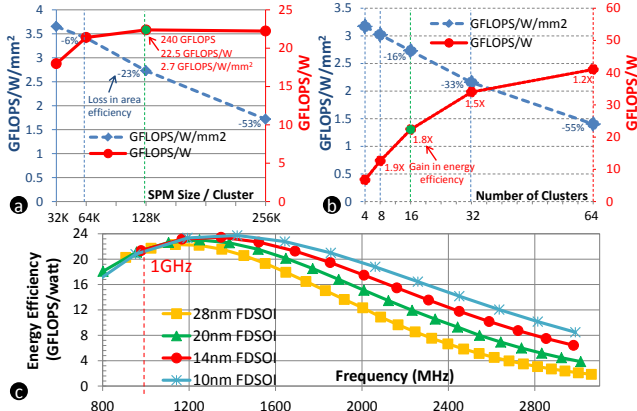 GFLOPS/W/mm²
4
3.5
3
2.5
2
1.5
1
0.5
0
-6%
240 GFLOPS
22.5 GFLOPS/W
2.7 GFLOPS/W/mm²
-23%
Loss in area
efficiency
-53%
GFLOPS/W/mm2
GFLOPS/W
25
20
15
10
5
0
GFLOPS/W
a
SPM Size / Cluster
32K
64K
128K
256K
GFLOPS/W/mm²
3.5
3
2.5
2
1.5
1
0.5
0
GFLOPS/W/mm2
GFLOPS/W
-16%
-33%
-55%
1.9X
1.8X
1.5X
1.2X
Gain in energy
efficiency
60
50
40
30
20
10
0
GFLOPS/W
b
Number of Clusters
4
8
16
32
64
Energy Efficiency
(GFLOPS/watt)
24
20
16
12
8
4
0
1GHz
28nm FDSOI
20nm FDSOI
14nm FDSOI
10nm FDSOI
Frequency (MHz)
c
800
1200
1600
2000
2400
2800